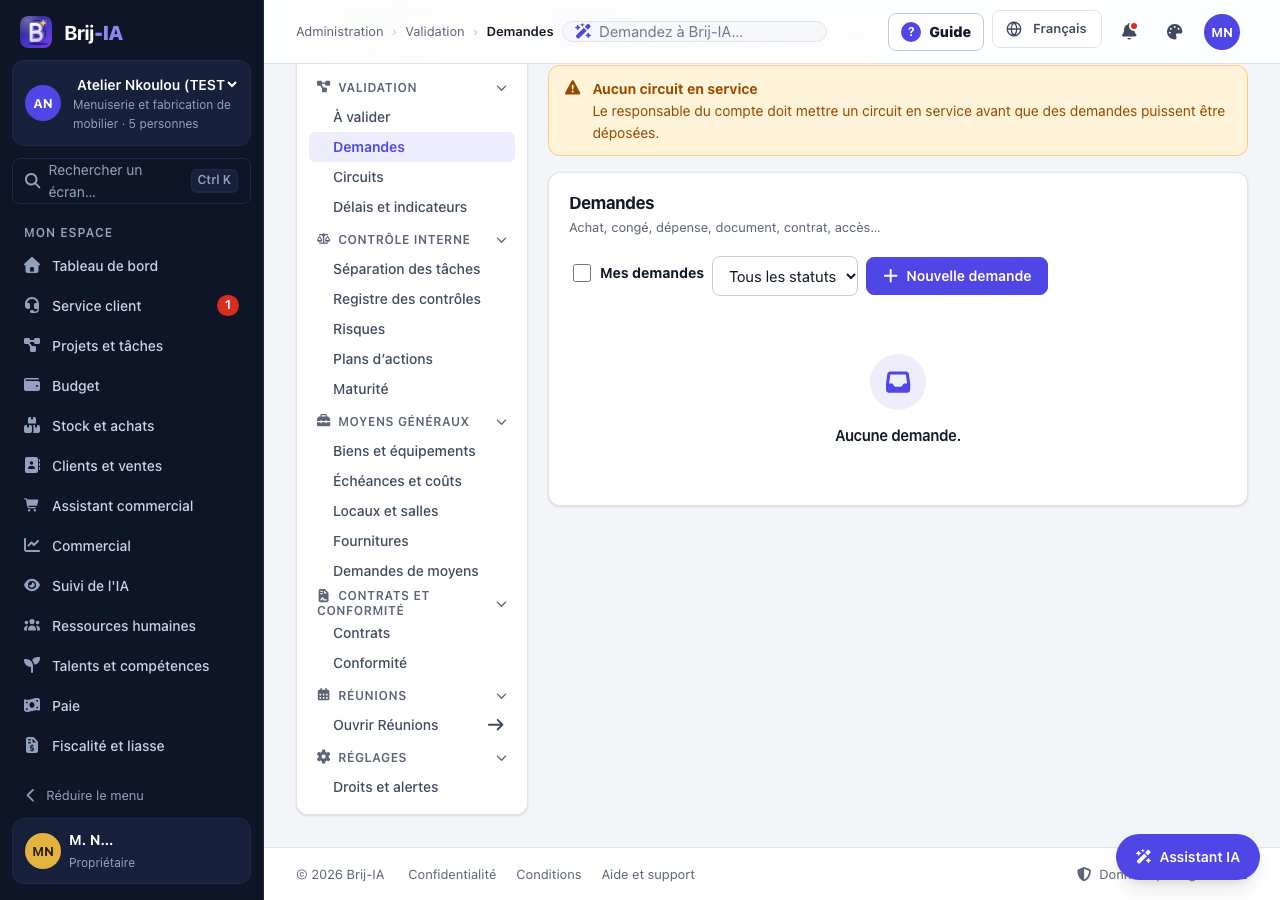 Brij-IA
AN
Atelier Nkoulou (TEST
Menuiserie et fabrication de
mobilier · 5 personnes
Rechercher un
écran...
Ctrl K
MON ESPACE
Tableau de bord
Service client
1
Projets et tâches
Budget
Stock et achats
Clients et ventes
Assistant commercial
Commercial
Suivi de l'IA
Ressources humaines
Talents et compétences
Paie
Fiscalité et liasse
Réduire le menu
MN
M. N...
Propriétaire
Administration › Validation › Demandes
Demandez à Brij-IA...
? Guide
Français
MN
VALIDATION
À valider
Demandes
Circuits
Délais et indicateurs
CONTRÔLE INTERNE
Séparation des tâches
Registre des contrôles
Risques
Plans d'actions
Maturité
MOYENS GÉNÉRAUX
Biens et équipements
Échéances et coûts
Locaux et salles
Fournitures
Demandes de moyens
CONTRATS ET
CONFORMITÉ
Contrats
Conformité
RÉUNIONS
Ouvrir Réunions
RÉGLAGES
Droits et alertes
Aucun circuit en service
Le responsable du compte doit mettre un circuit en service avant que des demandes puissent être
déposées.
Demandes
Achat, congé, dépense, document, contrat, accès…
Mes demandes
Tous les statuts
Nouvelle demande
Aucune demande.
© 2026 Brij-IA
Confidentialité
Conditions
Aide et support
Assistant IA